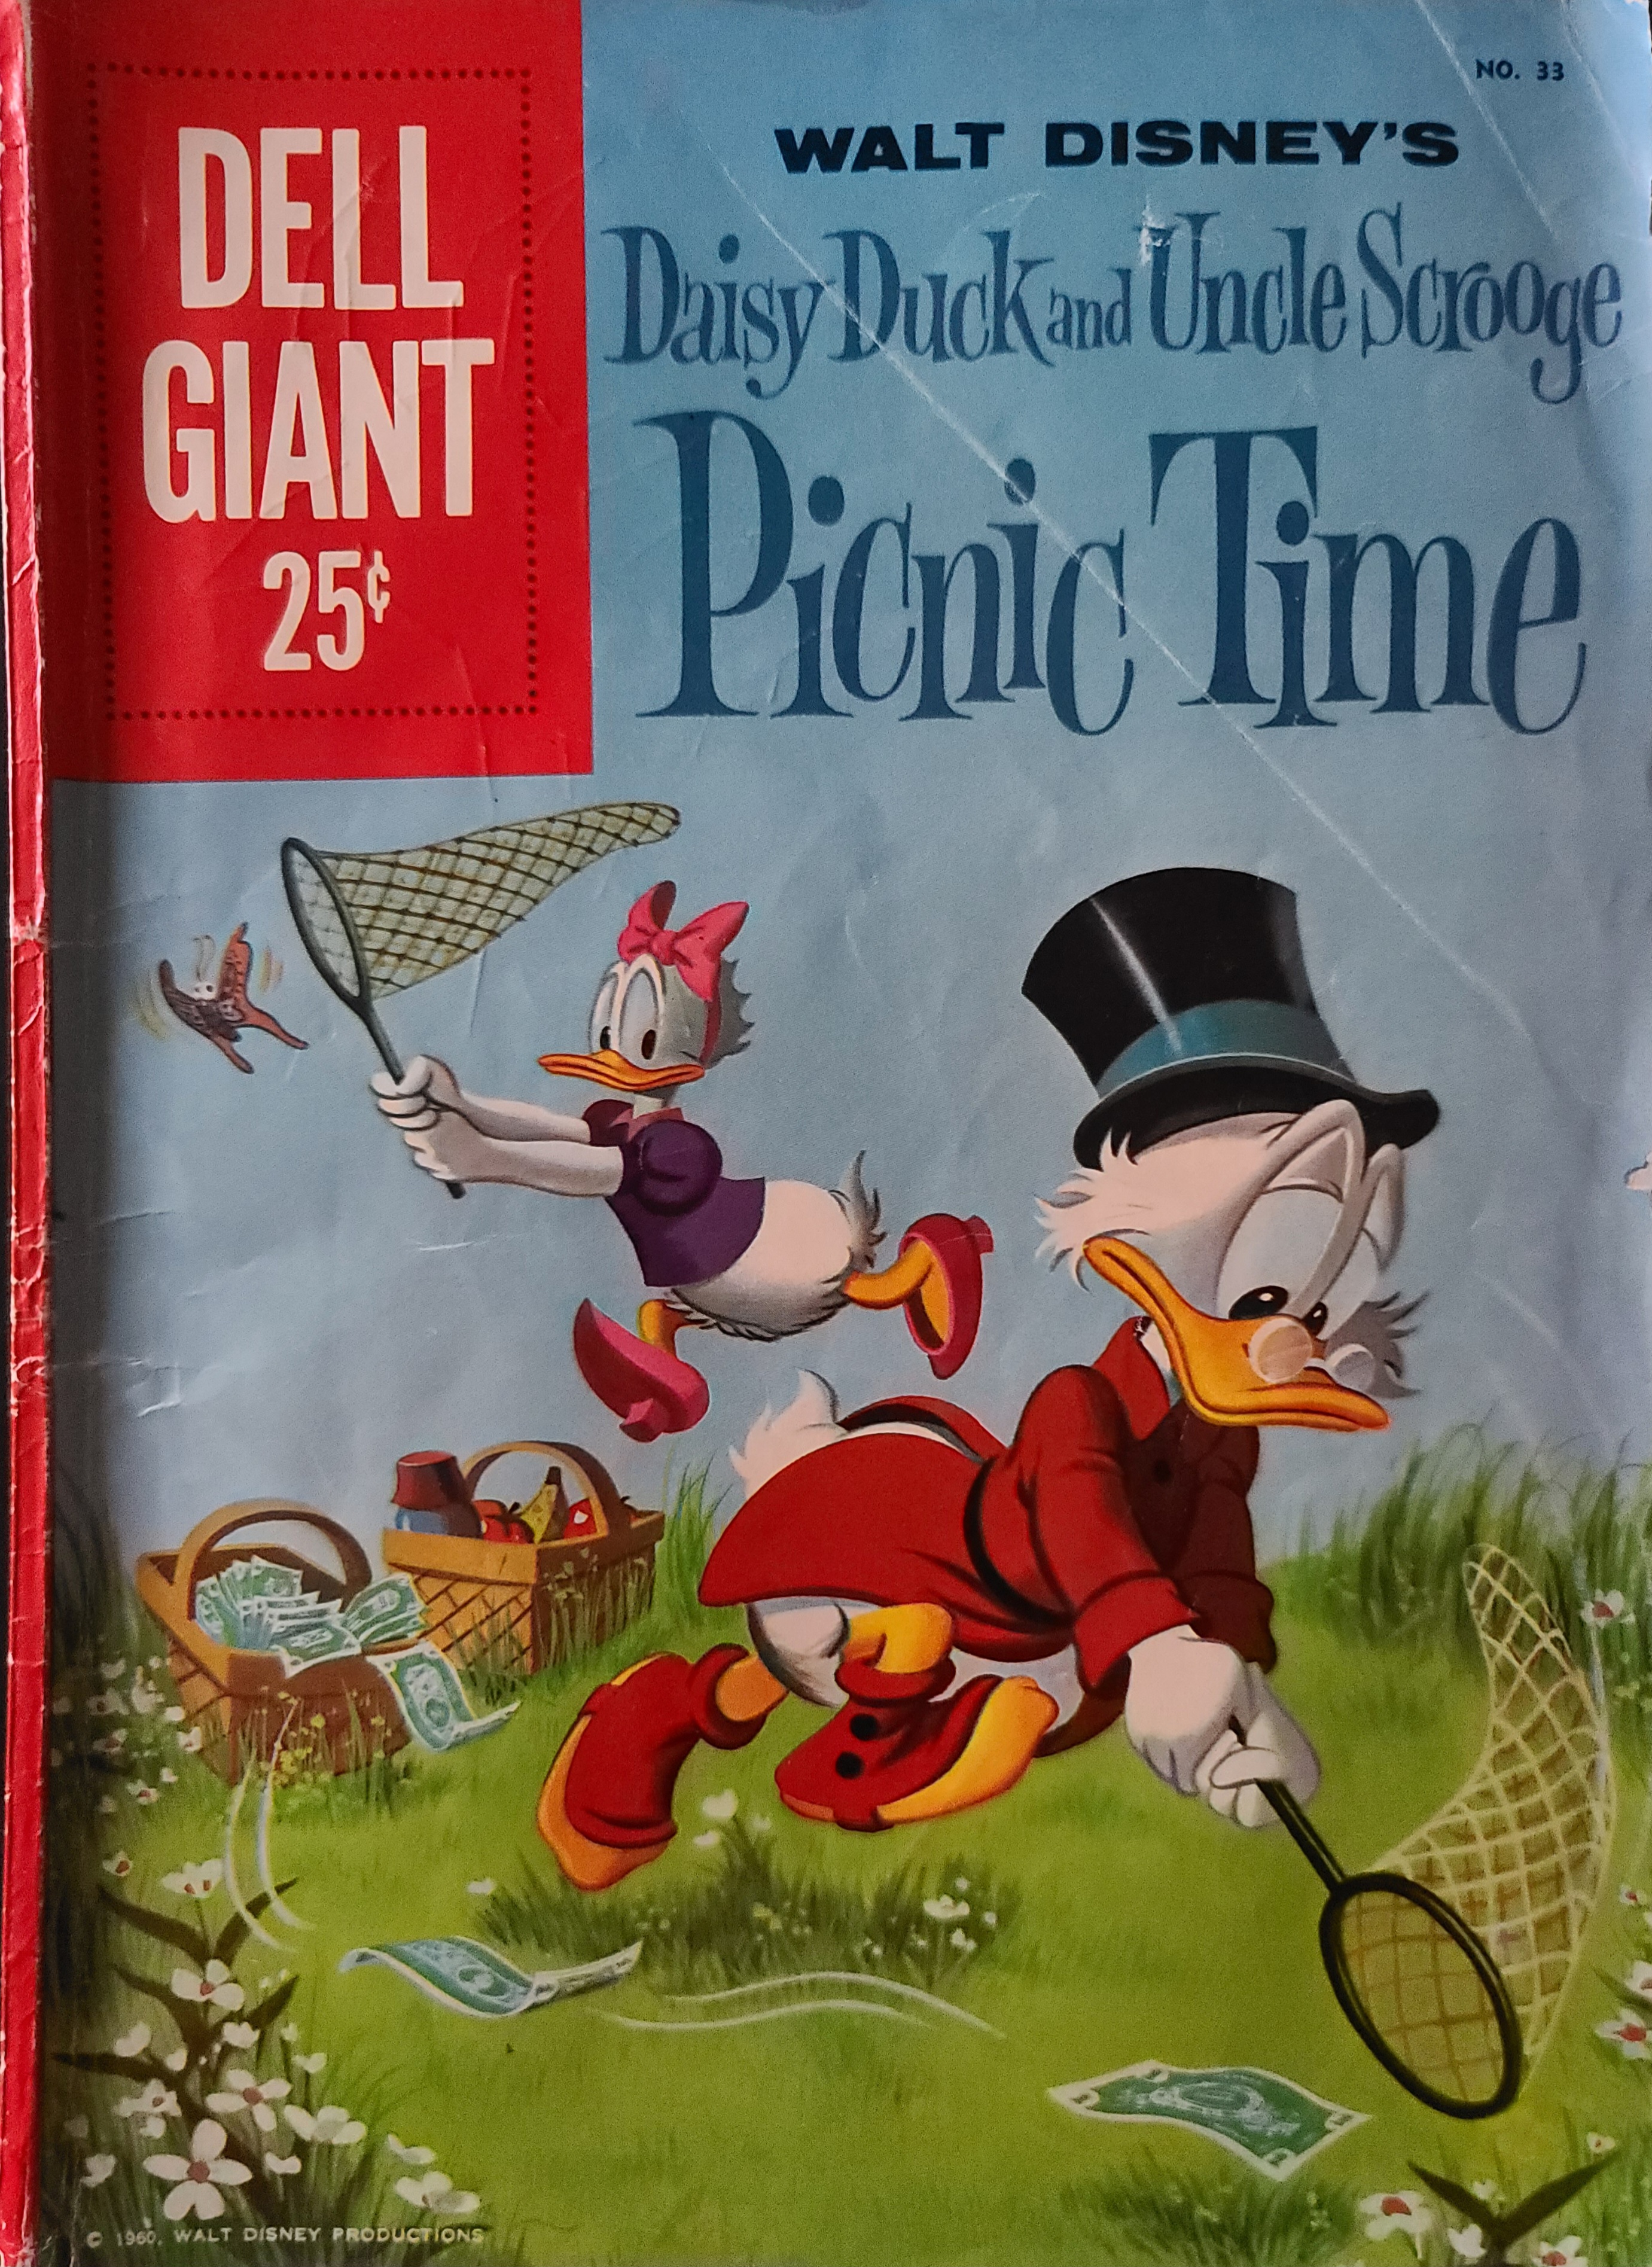 NO. 33
DELL
GIANT
25¢
WALT DISNEY'S
Daisy Duck and Uncle Scrooge
Picnic Time
© 1960, WALT DISNEY PRODUCTIONS